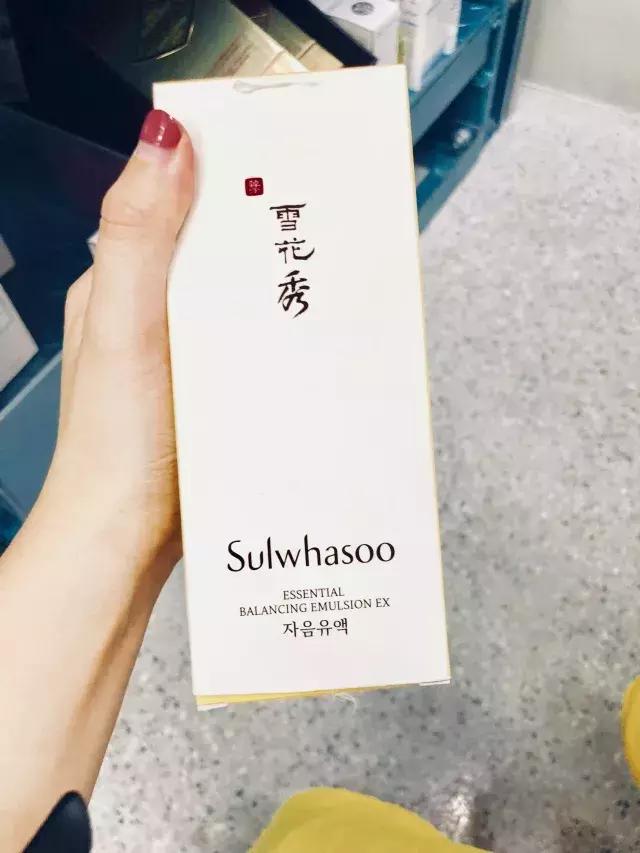 雪花秀
Sulwhasoo
ESSENTIAL
BALANCING EMULSION EX
자음유액